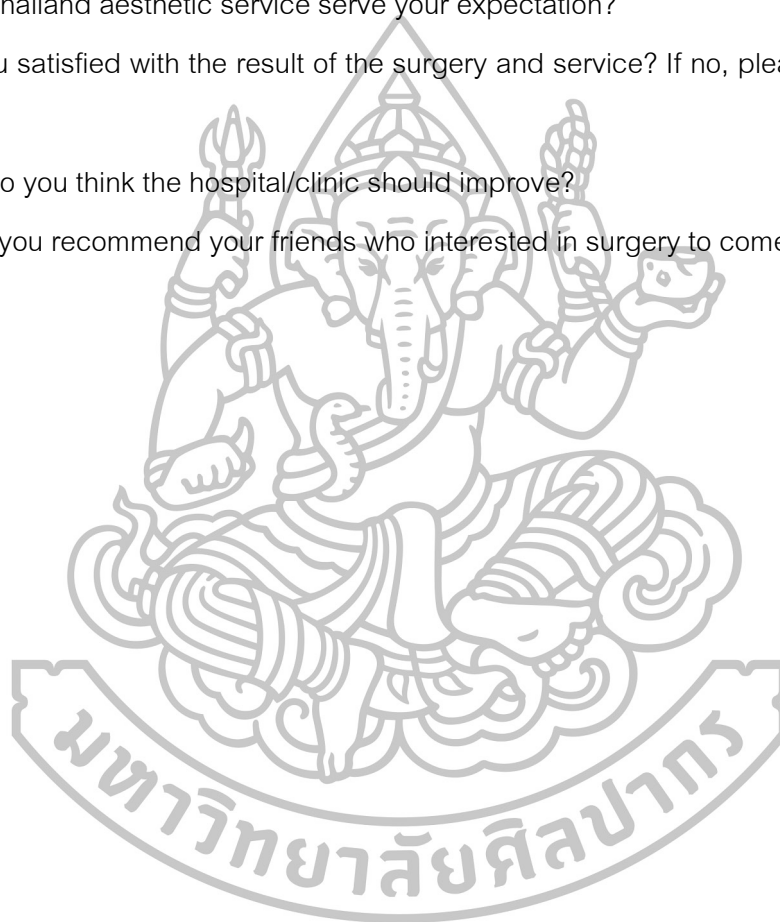 hailand aesthetic service serve your expectation?
u satisfied with the result of the surgery and service? If no, plea
o you think the hospital/clinic should improve?
you recommend your friends who interested in surgery to come
มหาวิทยาลัยศิลปากร